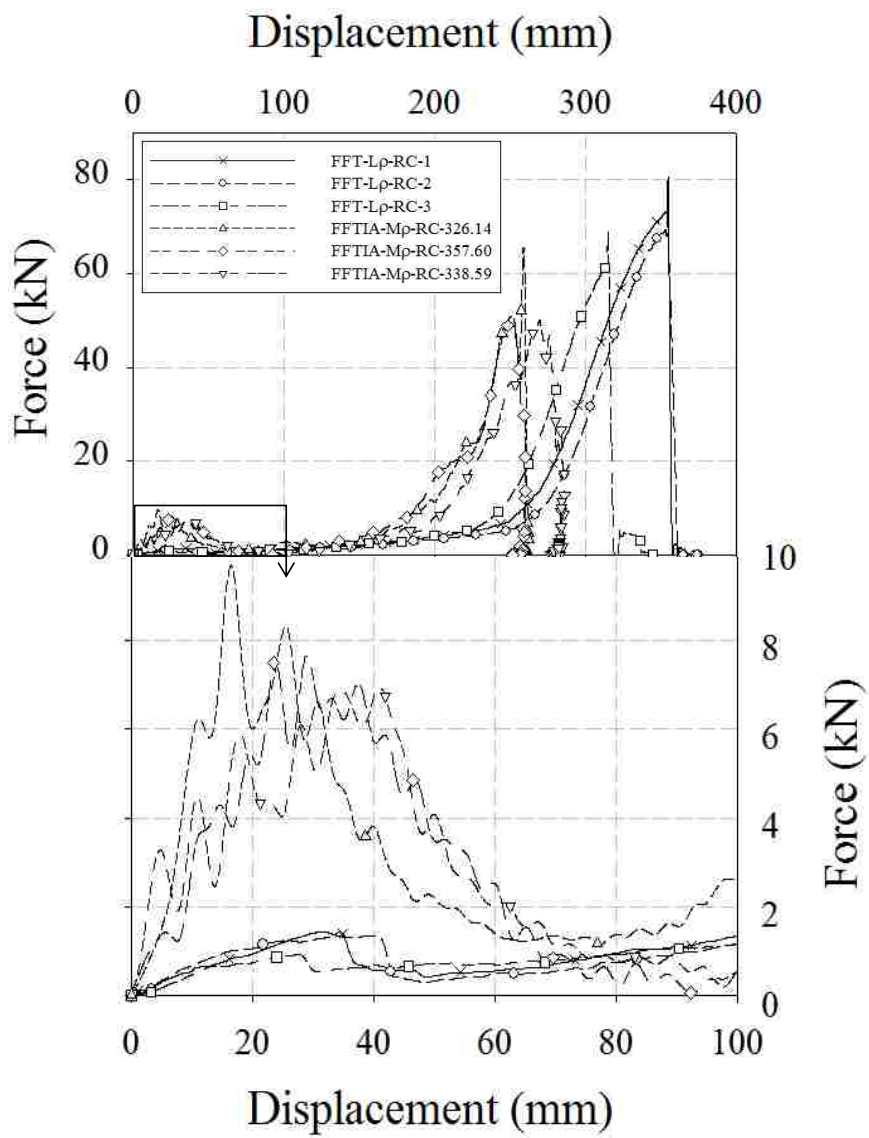 Displacement (mm)
0 100 200 300 400
80
60
40
20
0
Force (kN)
FFT-Lρ-RC-1
FFT-Lρ-RC-2
FFT-Lρ-RC-3
FFTIA-Mρ-RC-326.14
FFTIA-Mρ-RC-357.60
FFTIA-Mρ-RC-338.59
10
8
6
4
2
0
Force (kN)
0 20 40 60 80 100
Displacement (mm)